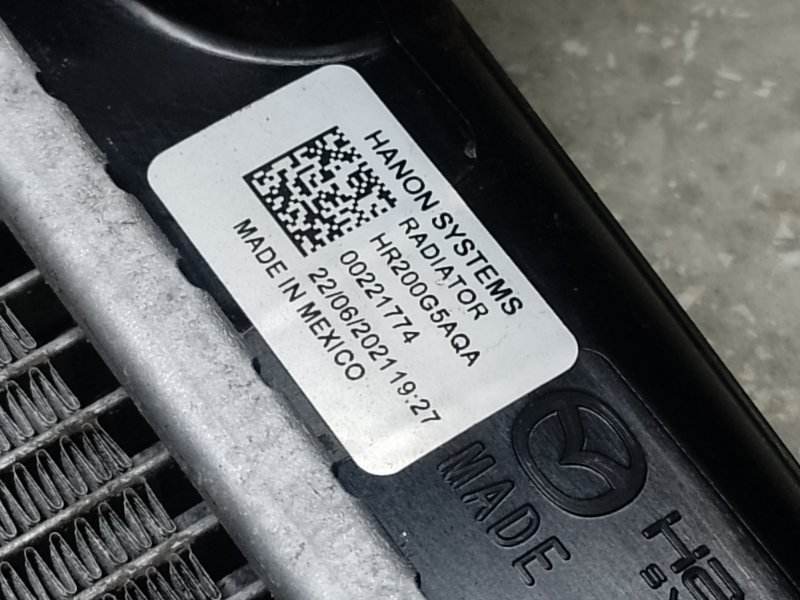 HANON SYSTEMS
RADIATOR
HR200G5AQA
00221774
22/06/2021 19:27
MADE IN MEXICO
MADE